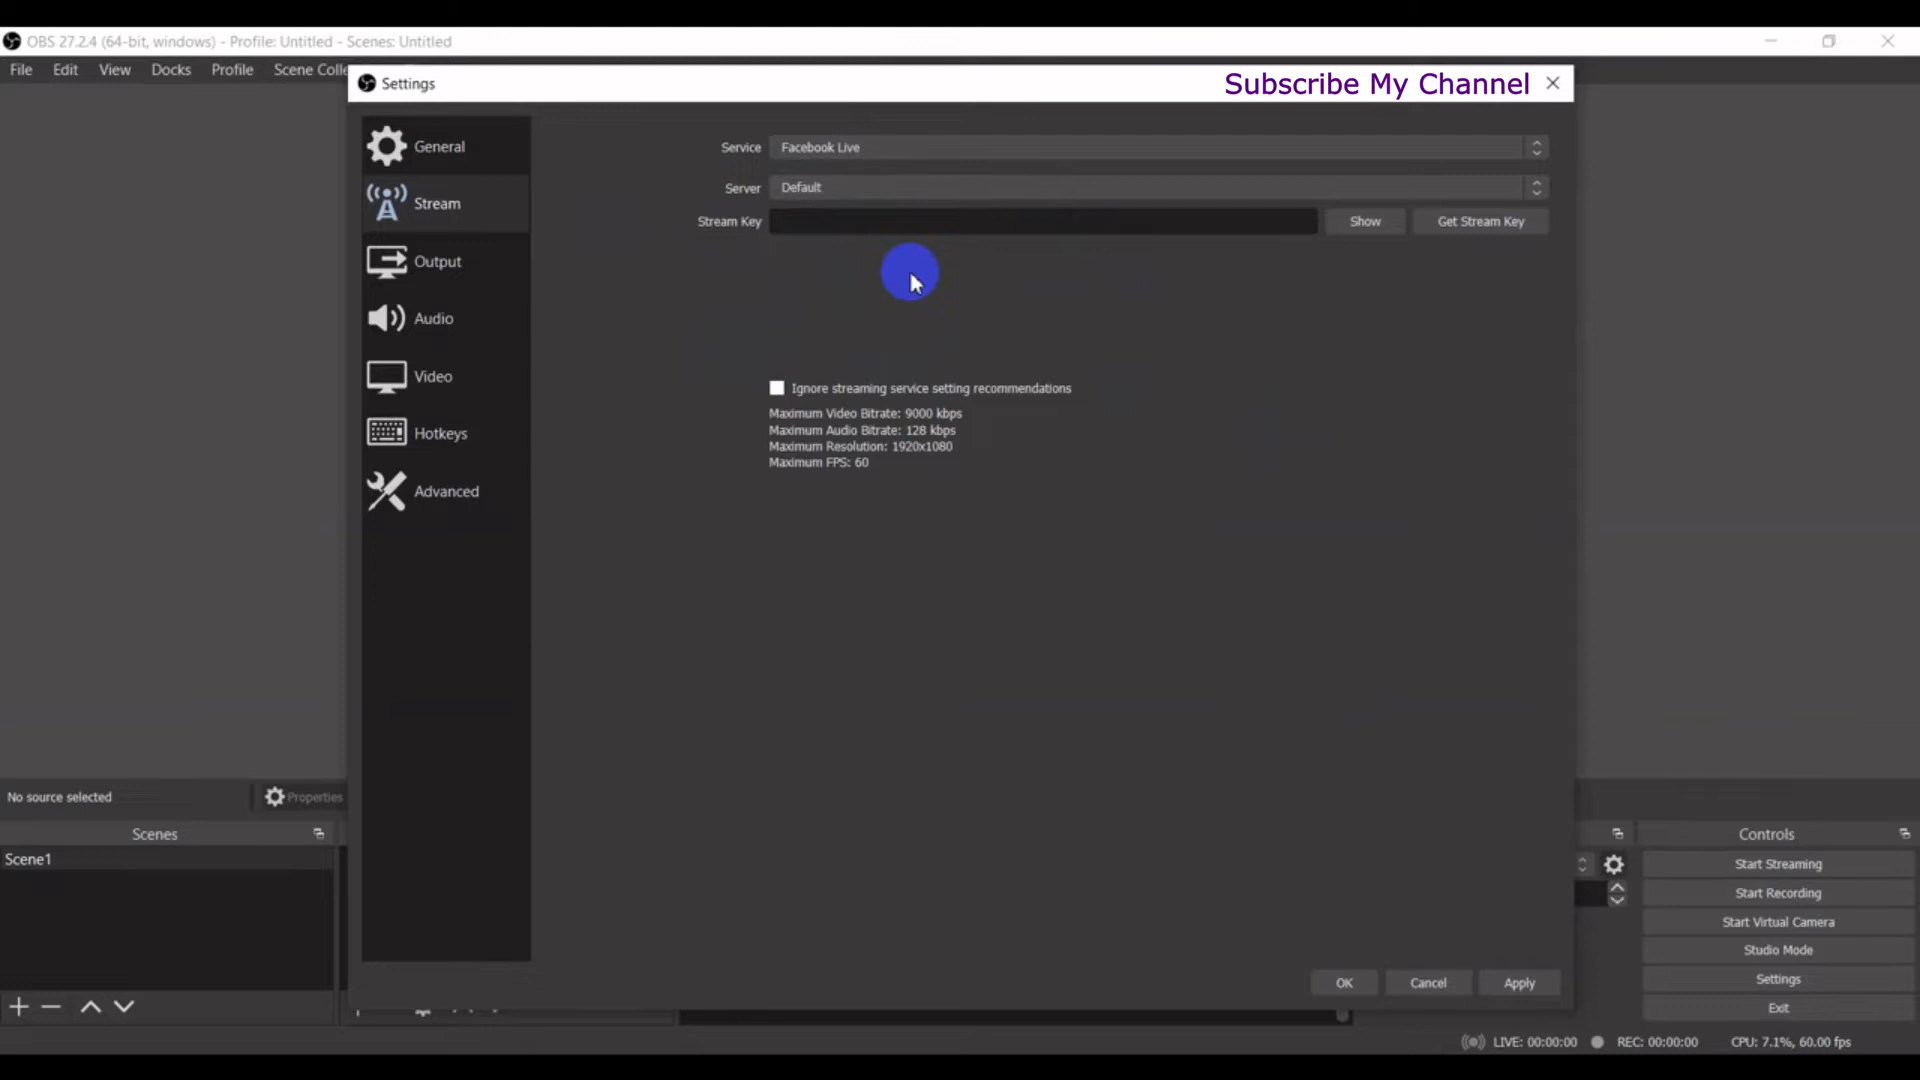 OBS 27.2.4 (64-bit, windows) - Profile: Untitled - Scenes: Untitled
File Edit View Docks Profile Scene Colle
Settings
Subscribe My Channel
General
Stream
Output
Audio
Video
Hotkeys
Advanced
Service Facebook Live
Server Default
Stream Key Show Get Stream Key
Ignore streaming service setting recommendations
Maximum Video Bitrate: 9000 kbps
Maximum Audio Bitrate: 128 kbps
Maximum Resolution: 1920x1080
Maximum FPS: 60
OK Cancel Apply
No source selected Properties
Scenes
Scene1
Controls
Start Streaming
Start Recording
Start Virtual Camera
Studio Mode
Settings
Exit
LIVE: 00:00:00 REC: 00:00:00 CPU: 7.1%, 60.00 fps